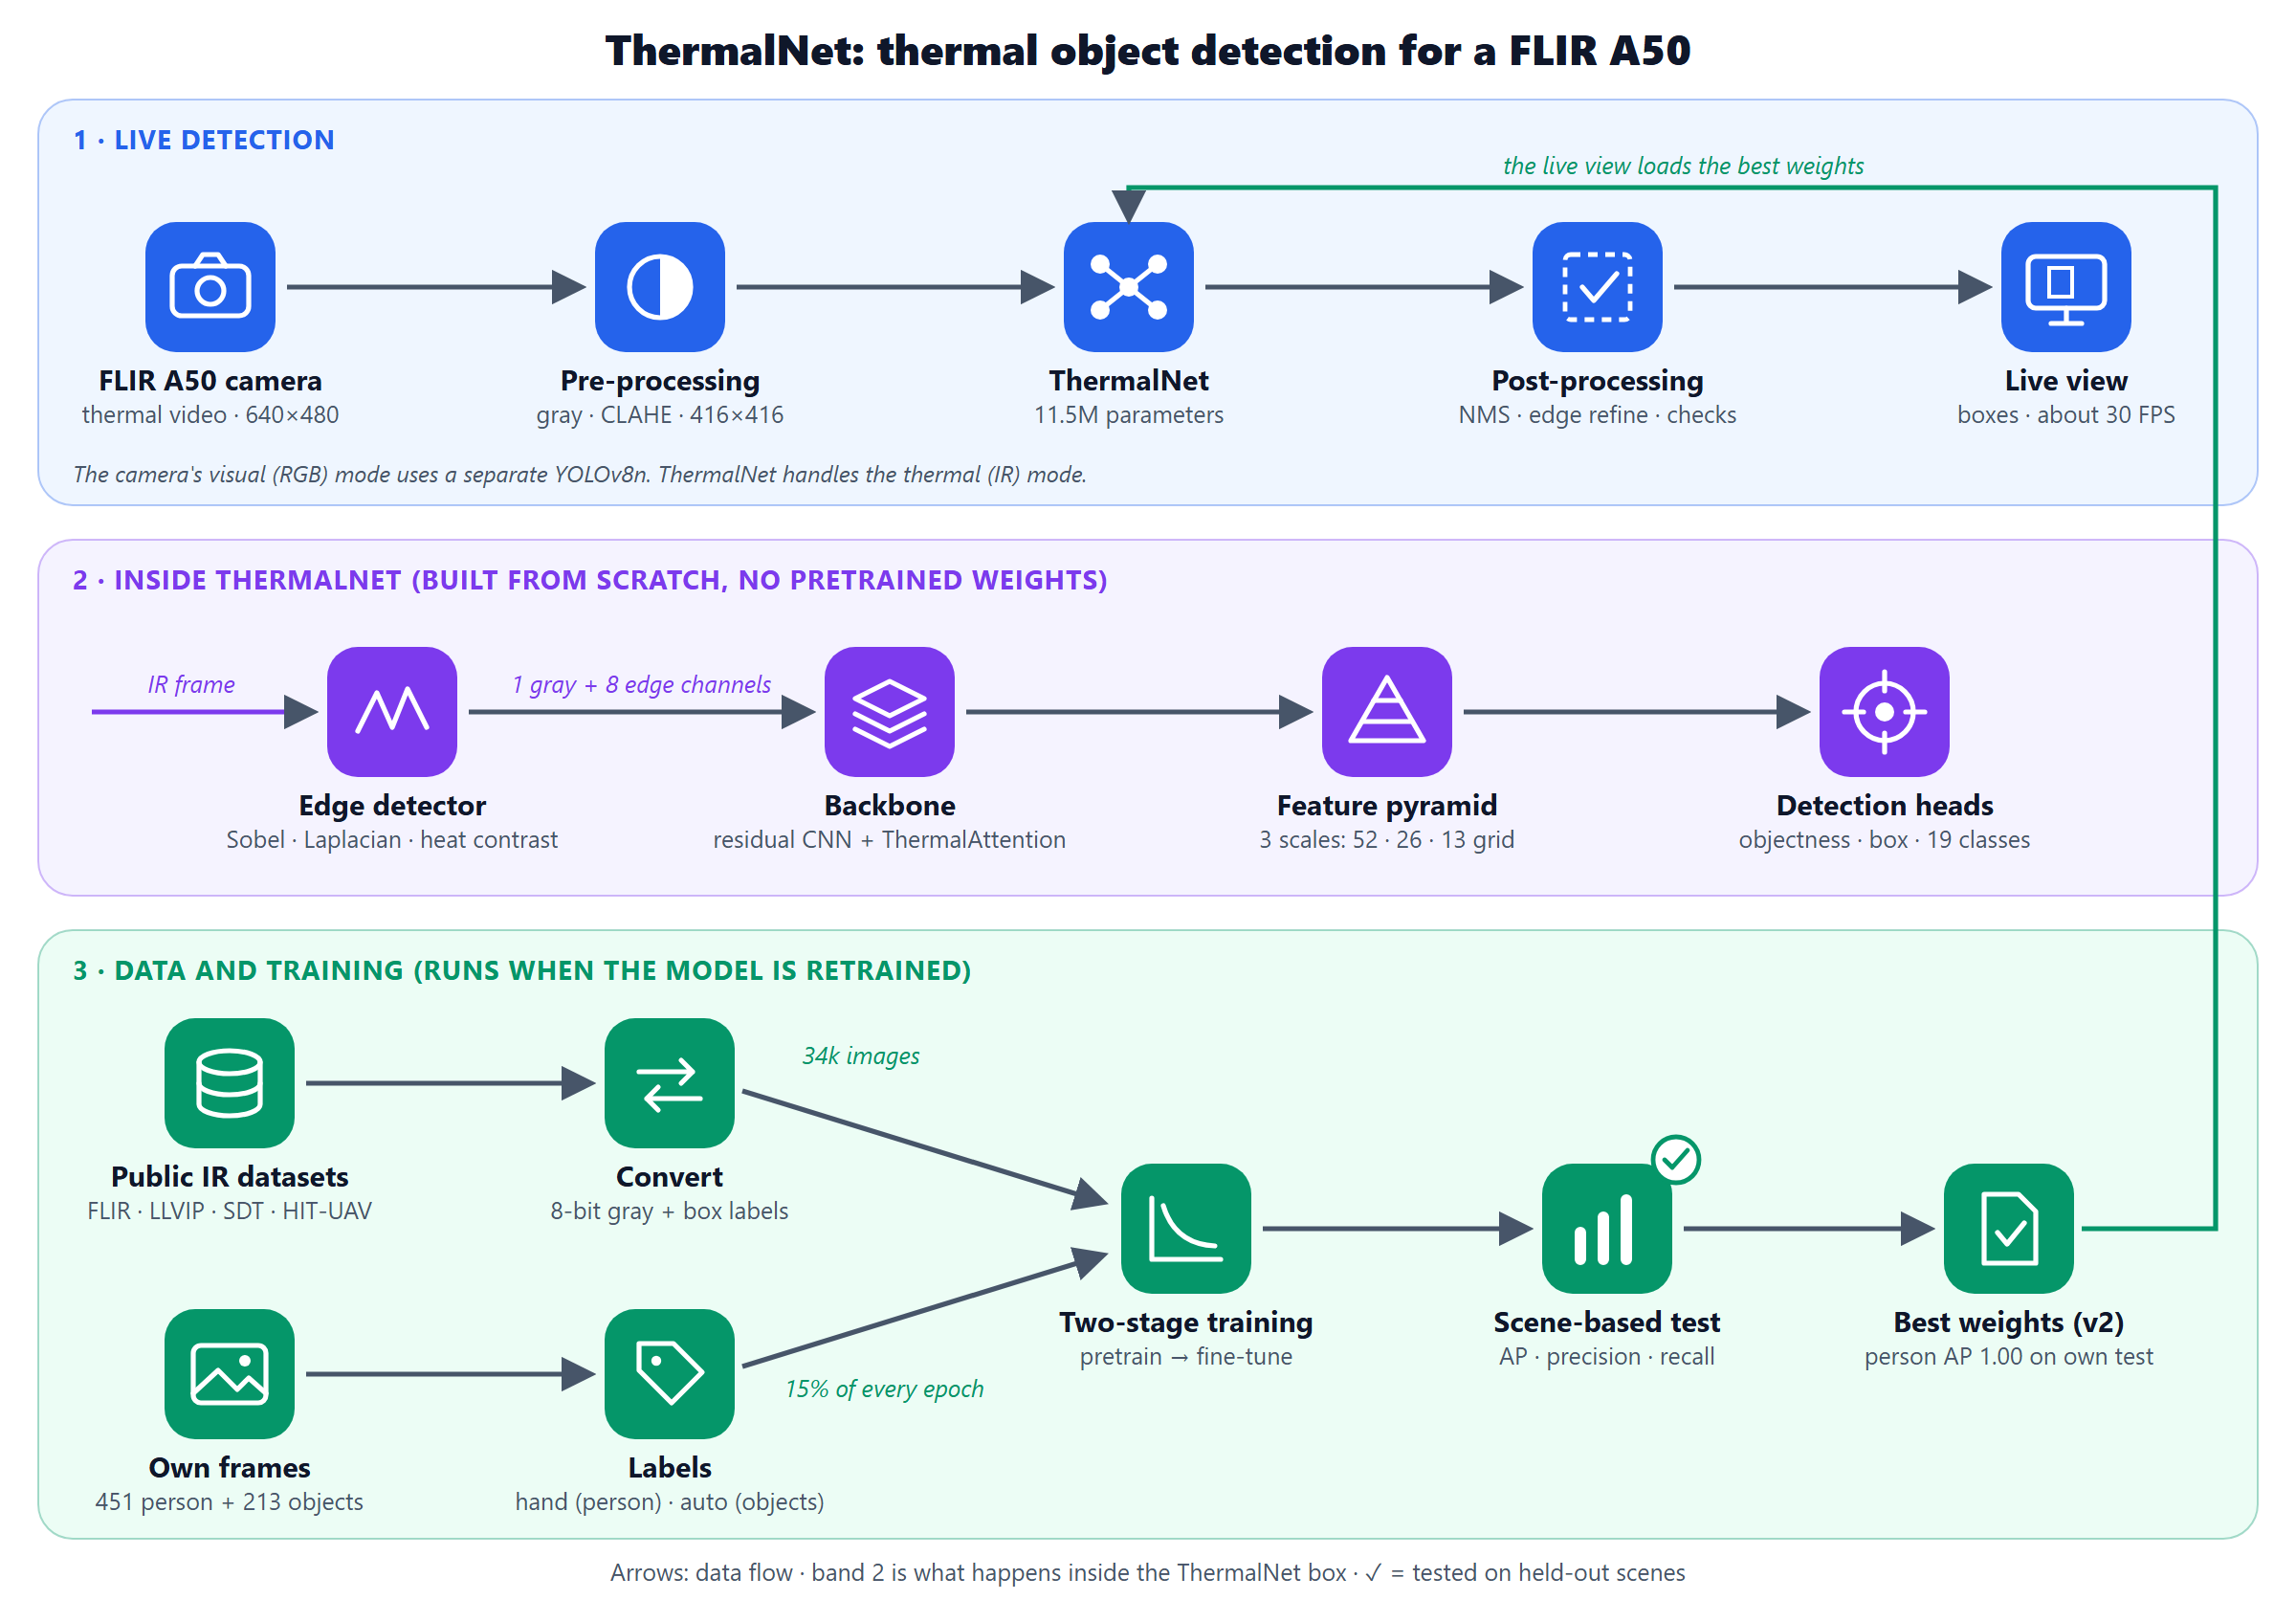 ThermalNet: thermal object detection for a FLIR A50
1 · LIVE DETECTION
the live view loads the best weights
FLIR A50 camera
thermal video · 640×480
Pre-processing
gray · CLAHE · 416×416
ThermalNet
11.5M parameters
Post-processing
NMS · edge refine · checks
Live view
boxes · about 30 FPS
The camera's visual (RGB) mode uses a separate YOLOv8n. ThermalNet handles the thermal (IR) mode.
2 · INSIDE THERMALNET (BUILT FROM SCRATCH, NO PRETRAINED WEIGHTS)
IR frame
1 gray + 8 edge channels
Edge detector
Sobel · Laplacian · heat contrast
Backbone
residual CNN + ThermalAttention
Feature pyramid
3 scales: 52 · 26 · 13 grid
Detection heads
objectness · box · 19 classes
3 · DATA AND TRAINING (RUNS WHEN THE MODEL IS RETRAINED)
34k images
Public IR datasets
FLIR · LLVIP · SDT · HIT-UAV
Convert
8-bit gray + box labels
Two-stage training
pretrain → fine-tune
Scene-based test
AP · precision · recall
Best weights (v2)
person AP 1.00 on own test
15% of every epoch
Own frames
451 person + 213 objects
Labels
hand (person) · auto (objects)
Arrows: data flow · band 2 is what happens inside the ThermalNet box · ✓ = tested on held-out scenes